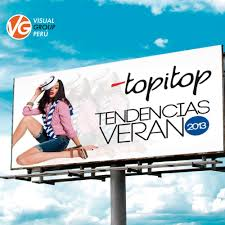 VG
VISUAL
GROUP
PERÚ
topitop
TENDENCIAS
VERANO
2013